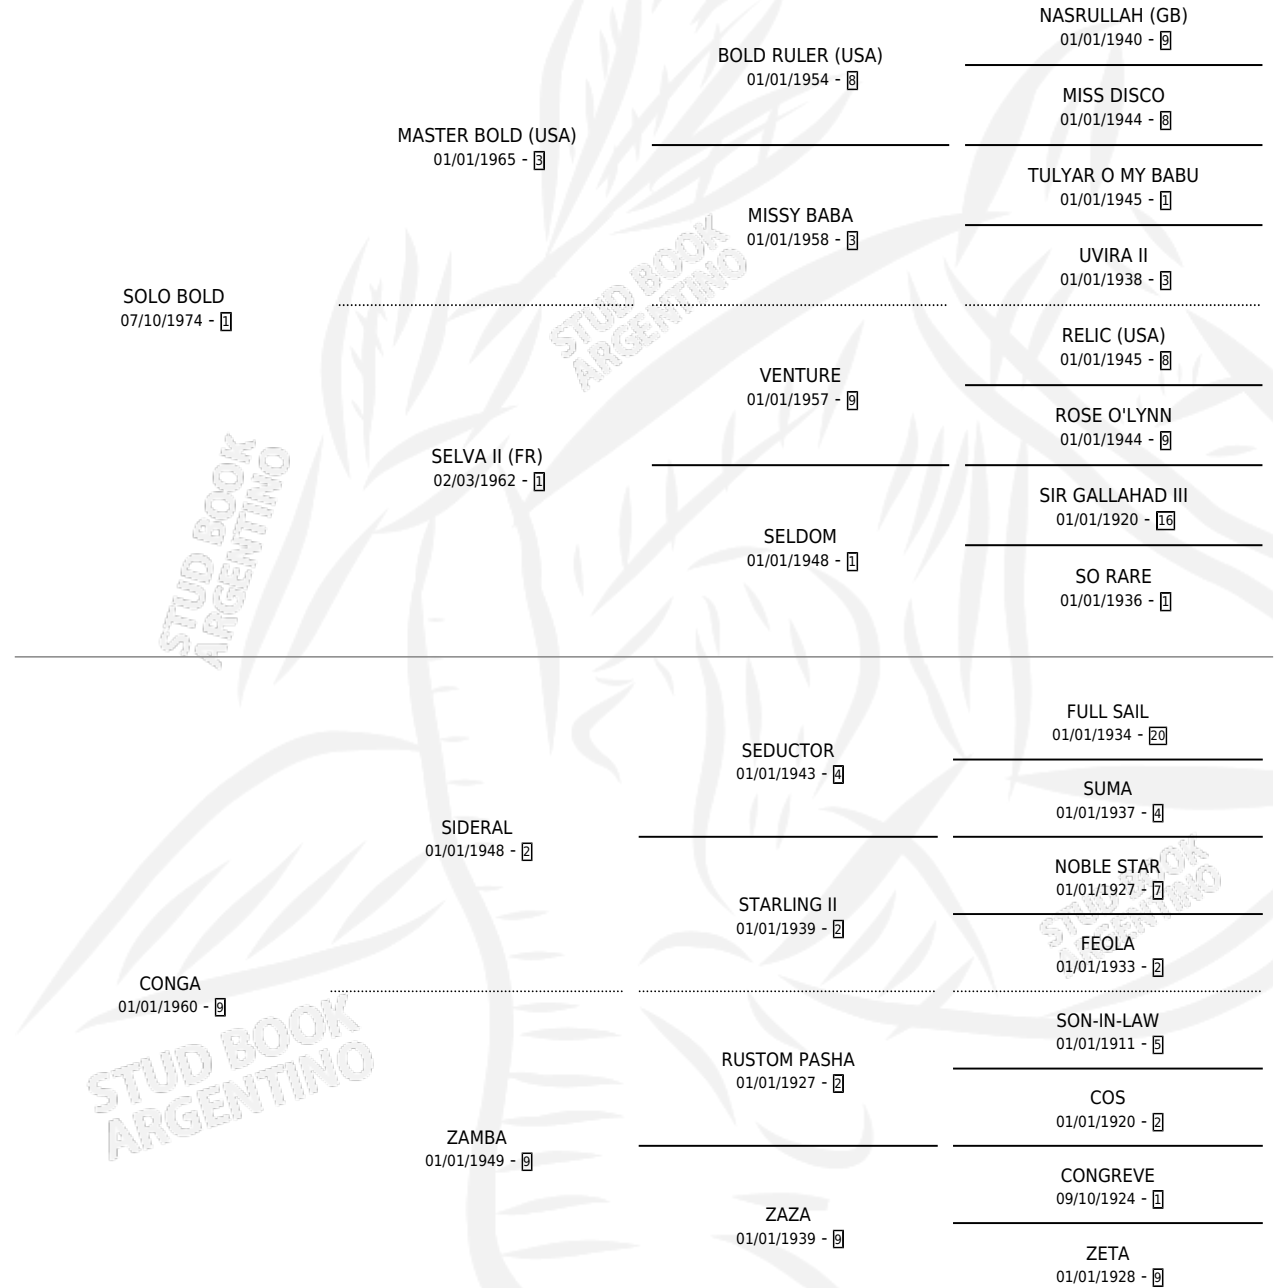 NASRULLAH (GB)
01/01/1940 - 9
BOLD RULER (USA)
01/01/1954 - 8
MISS DISCO
01/01/1944 - 8
MASTER BOLD (USA)
01/01/1965 - 3
TULYAR O MY BABU
01/01/1945 - 1
MISSY BABA
01/01/1958 - 3
UVIRA II
01/01/1938 - 3
SOLO BOLD
07/10/1974 - 1
RELIC (USA)
01/01/1945 - 8
VENTURE
01/01/1957 - 9
ROSE O'LYNN
01/01/1944 - 9
SELVA II (FR)
02/03/1962 - 1
SIR GALLAHAD III
01/01/1920 - 16
SELDOM
01/01/1948 - 1
SO RARE
01/01/1936 - 1
FULL SAIL
01/01/1934 - 20
SEDUCTOR
01/01/1943 - 4
SUMA
01/01/1937 - 4
SIDERAL
01/01/1948 - 2
NOBLE STAR
01/01/1927 - 7
STARLING II
01/01/1939 - 2
FEOLA
01/01/1933 - 2
CONGA
01/01/1960 - 9
SON-IN-LAW
01/01/1911 - 5
RUSTOM PASHA
01/01/1927 - 2
COS
01/01/1920 - 2
ZAMBA
01/01/1949 - 9
CONGREVE
09/10/1924 - 1
ZAZA
01/01/1939 - 9
ZETA
01/01/1928 - 9
STUD BOOK
ARGENTINO
STUD BOOK
ARGENTINO
STUD BOOK
ARGENTINO
STUD BOOK
ARGENTINO